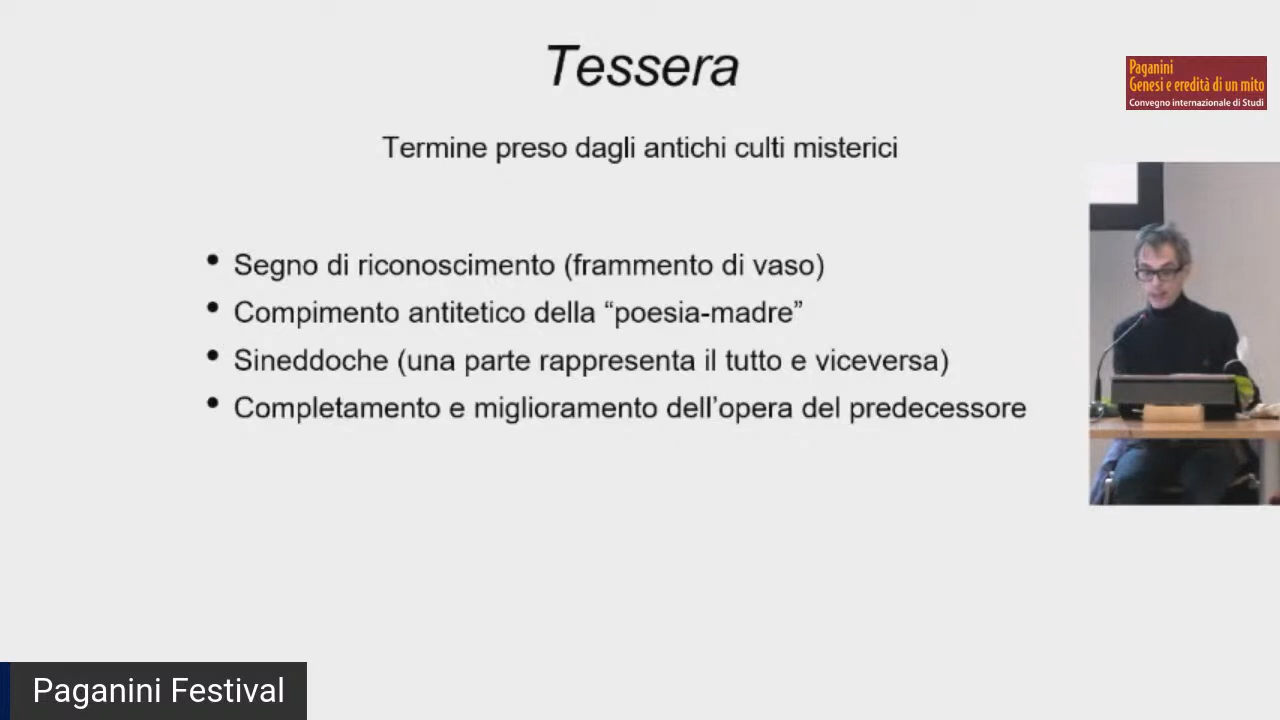 Tessera
Paganini
Genesi e eredità di un mito
Convegno internazionale di Studi
Termine preso dagli antichi culti misterici
• Segno di riconoscimento (frammento di vaso)
• Compimento antitetico della “poesia-madre”
• Sineddoche (una parte rappresenta il tutto e viceversa)
• Completamento e miglioramento dell’opera del predecessore
Paganini Festival